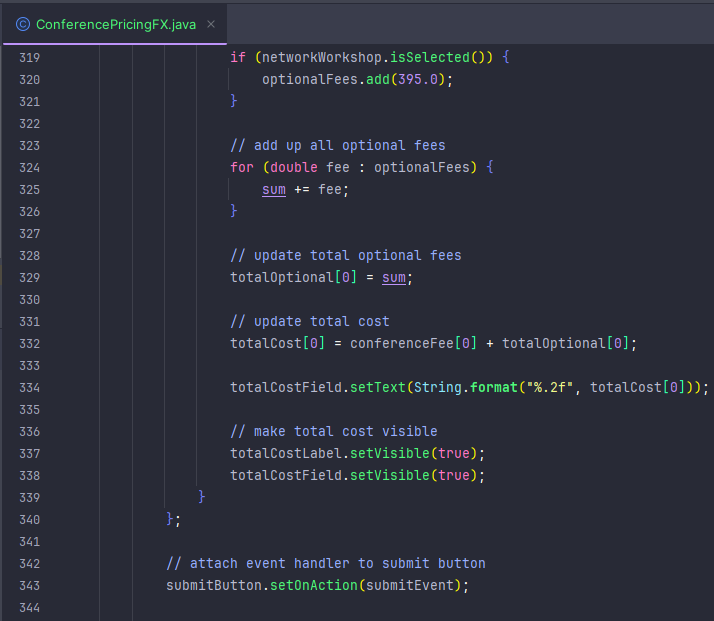 ConferencePricingFX.java
319 if (networkWorkshop.isSelected()) {
320 optionalFees.add(395.0);
321 }
322
323 // add up all optional fees
324 for (double fee : optionalFees) {
325 sum += fee;
326 }
327
328 // update total optional fees
329 totalOptional[0] = sum;
330
331 // update total cost
332 totalCost[0] = conferenceFee[0] + totalOptional[0];
333
334 totalCostField.setText(String.format("%.2f", totalCost[0]));
335
336 // make total cost visible
337 totalCostLabel.setVisible(true);
338 totalCostField.setVisible(true);
339 }
340 };
341
342 // attach event handler to submit button
343 submitButton.setOnAction(submitEvent);
344